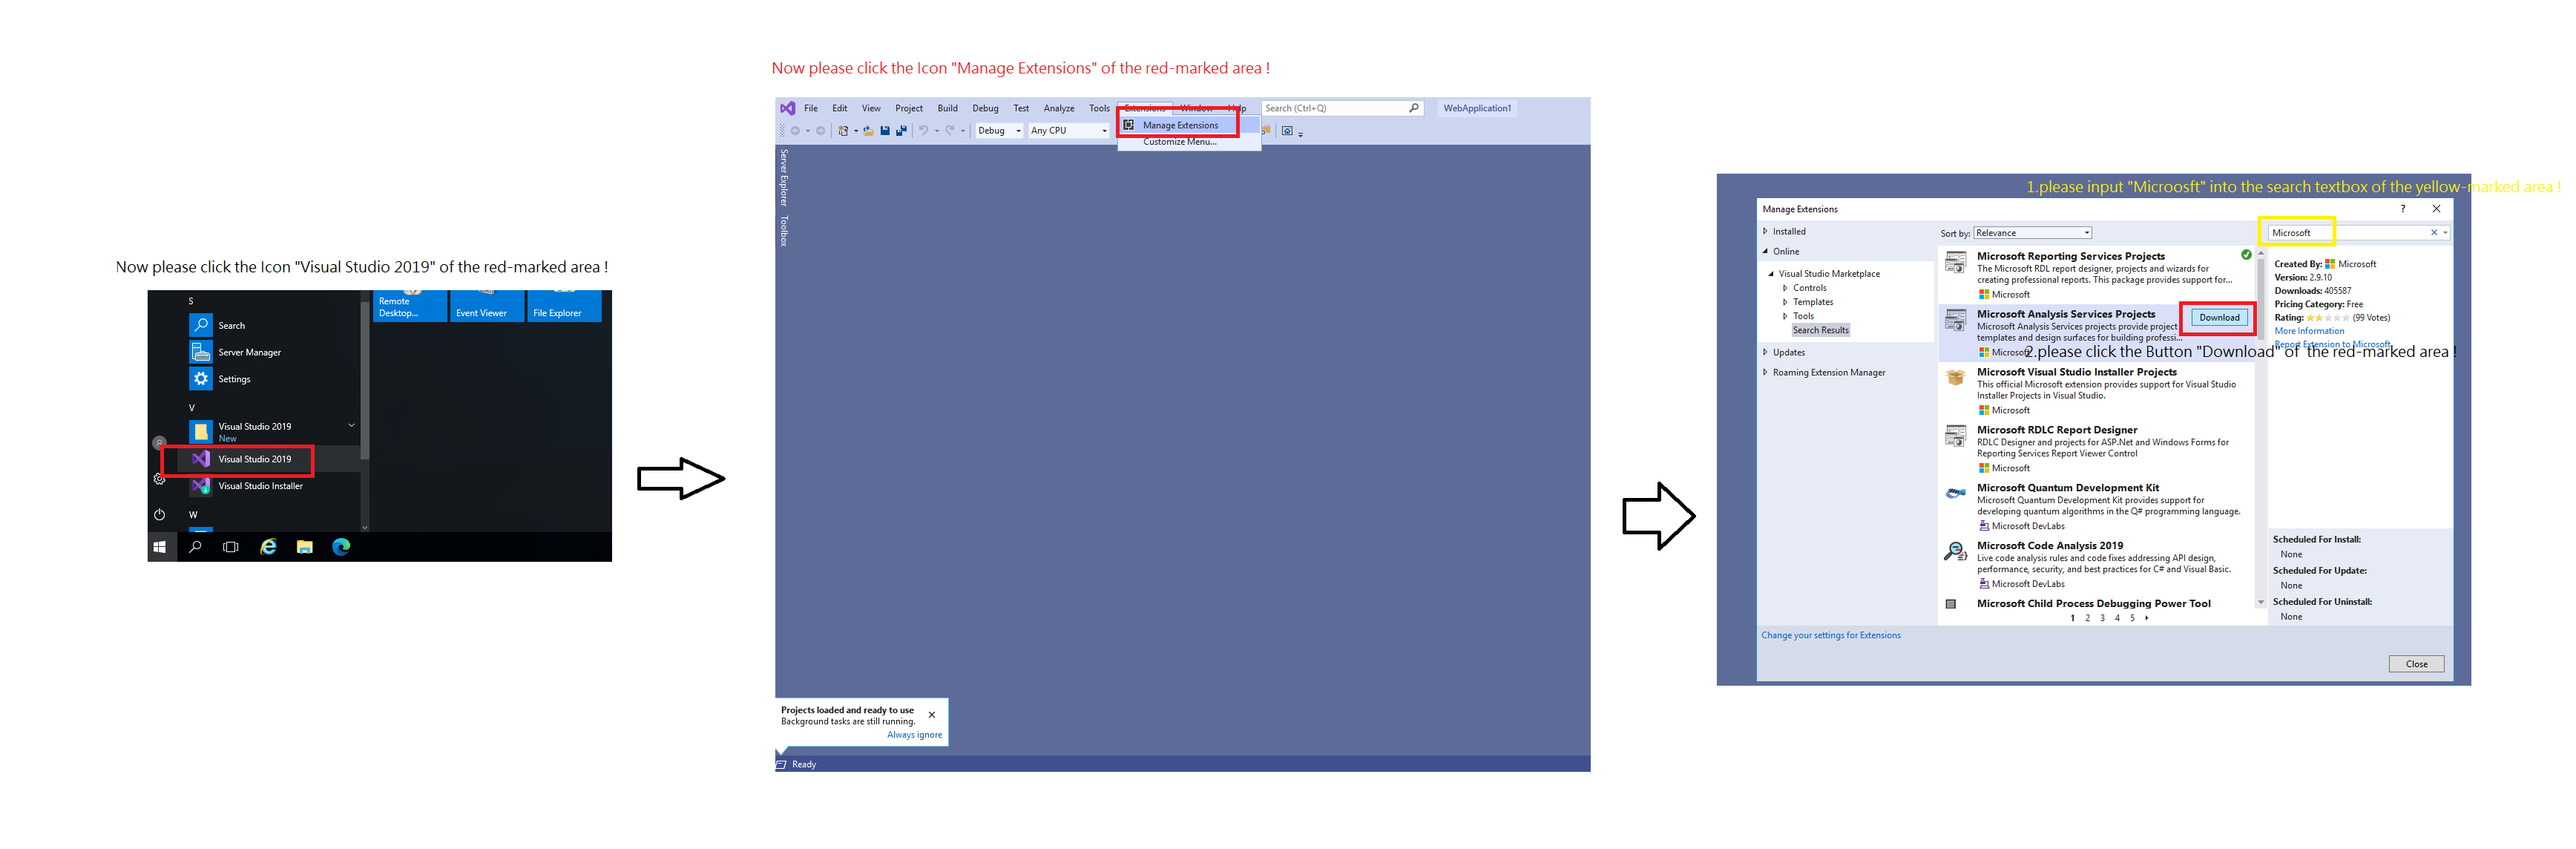 Now please click the Icon "Visual Studio 2019" of the red-marked area !
S
Search
Server Manager
Settings
V
Visual Studio 2019
New
Visual Studio 2019
Visual Studio Installer
W
Remote
Desktop...
Event Viewer
File Explorer
Now please click the Icon "Manage Extensions" of the red-marked area !
File Edit View Project Build Debug Test Analyze Tools Extensions Window Help Search (Ctrl+Q) WebApplication1
Debug Any CPU
Manage Extensions
Customize Menu...
Server Explorer
Toolbox
Projects loaded and ready to use
Background tasks are still running.
Always ignore
Ready
1.please input "Microosft" into the search textbox of the yellow-marked area !
Manage Extensions ?
Installed
Online
Visual Studio Marketplace
Controls
Templates
Tools
Search Results
Updates
Roaming Extension Manager
Sort by: Relevance
Microsoft
Microsoft Reporting Services Projects
The Microsoft RDL report designer, projects and wizards for
creating professional reports. This package provides support for...
Microsoft
Microsoft Analysis Services Projects
Microsoft Analysis Services projects provide project
templates and design surfaces for building professi...
Microsoft
Download
2.please click the Button "Download" of the red-marked area !
Microsoft Visual Studio Installer Projects
This official Microsoft extension provides support for Visual Studio
Installer Projects in Visual Studio.
Microsoft
Microsoft RDLC Report Designer
RDLC Designer and projects for ASP.Net and Windows Forms for
Reporting Services Report Viewer Control
Microsoft
Microsoft Quantum Development Kit
Microsoft Quantum Development Kit provides support for
developing quantum algorithms in the Q# programming language.
Microsoft DevLabs
Microsoft Code Analysis 2019
Live code analysis rules and code fixes addressing API design,
performance, security, and best practices for C# and Visual Basic.
Microsoft DevLabs
Microsoft Child Process Debugging Power Tool
1 2 3 4 5
Created By: Microsoft
Version: 2.9.10
Downloads: 405587
Pricing Category: Free
Rating: (99 Votes)
More Information
Report Extension to Microsoft
Scheduled For Install:
None
Scheduled For Update:
None
Scheduled For Uninstall:
None
Change your settings for Extensions
Close